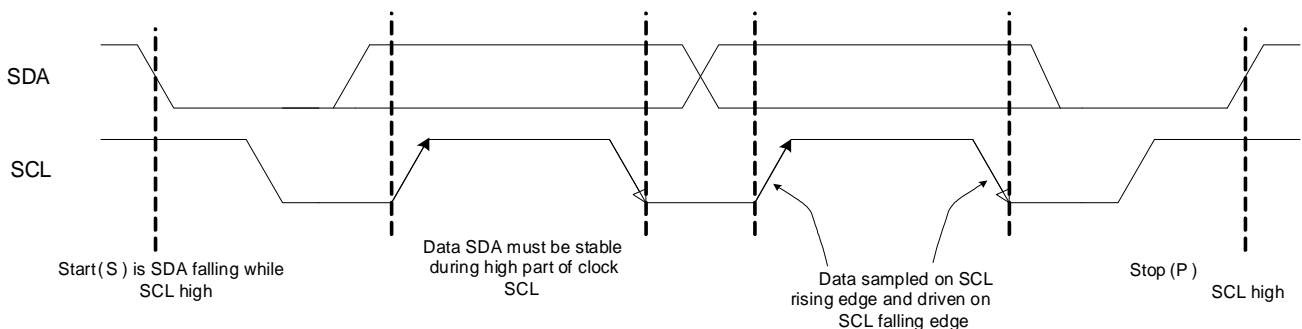 SDA
SCL
Start( S ) is SDA falling while
SCL high
Data SDA must be stable
during high part of clock
SCL
Data sampled on SCL
rising edge and driven on
SCL falling edge
Stop (P )
SCL high